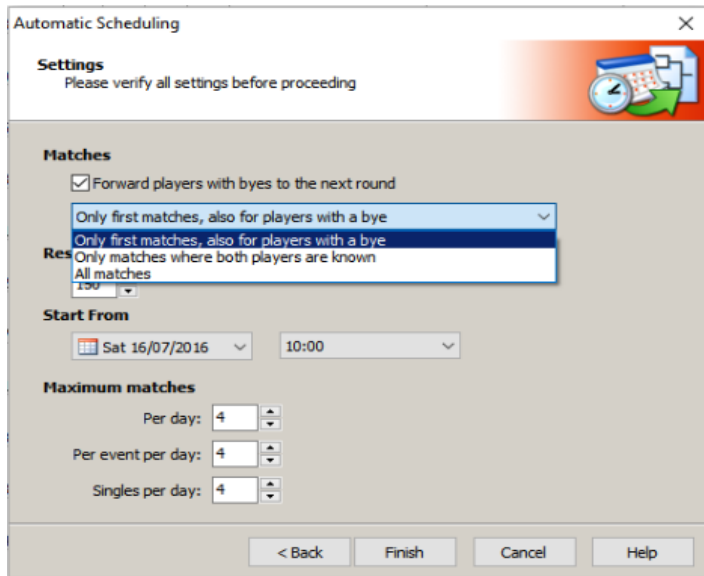 Automatic Scheduling
Settings
Please verify all settings before proceeding
Matches
Forward players with byes to the next round
Only first matches, also for players with a bye
Only first matches, also for players with a bye
Only matches where both players are known
All matches
Res
150
Start From
Sat 16/07/2016 10:00
Maximum matches
Per day: 4
Per event per day: 4
Singles per day: 4
< Back Finish Cancel Help